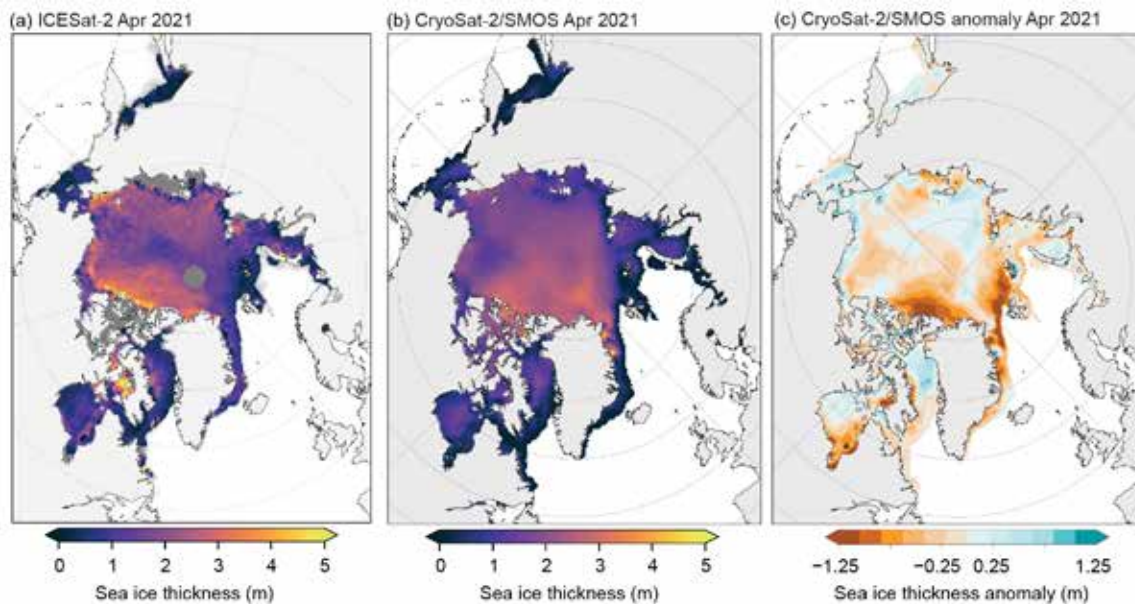 (a) ICESat-2 Apr 2021
(b) CryoSat-2/SMOS Apr 2021
(c) CryoSat-2/SMOS anomaly Apr 2021
0 1 2 3 4 5
Sea ice thickness (m)
0 1 2 3 4 5
Sea ice thickness (m)
−1.25 −0.25 0.25 1.25
Sea ice thickness anomaly (m)